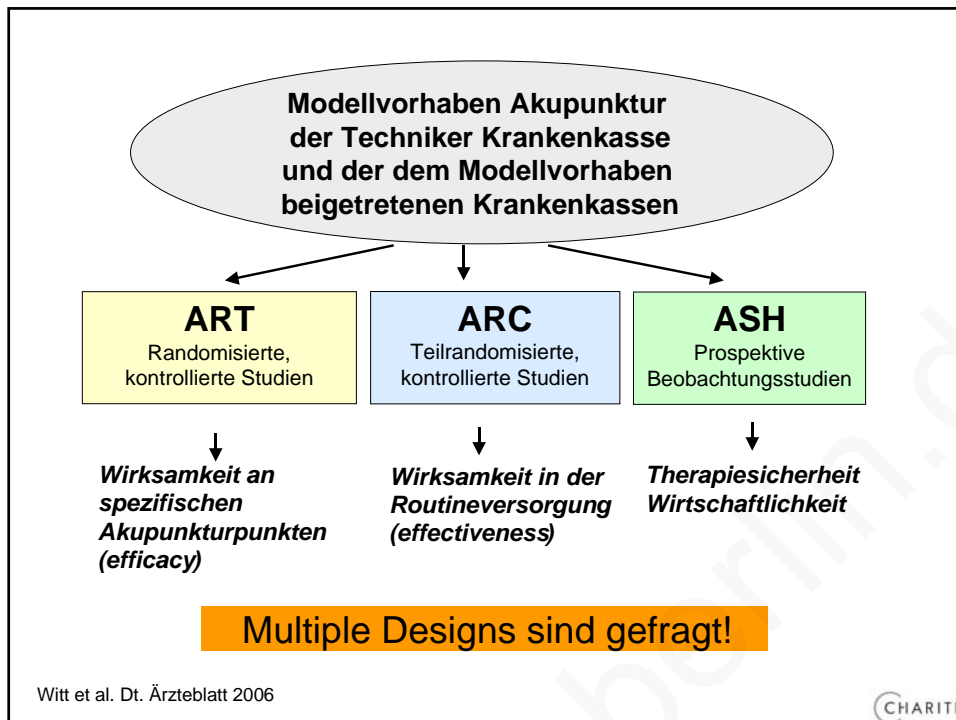 Modellvorhaben Akupunktur
der Techniker Krankenkasse
und der dem Modellvorhaben
beigetretenen Krankenkassen
ART
Randomisierte,
kontrollierte Studien
ARC
Teilrandomisierte,
kontrollierte Studien
ASH
Prospektive
Beobachtungsstudien
Wirksamkeit an
spezifischen
Akupunkturpunkten
(efficacy)
Wirksamkeit in der
Routineversorgung
(effectiveness)
Therapiesicherheit
Wirtschaftlichkeit
Multiple Designs sind gefragt!
Witt et al. Dt. Ärzteblatt 2006
berlin.d